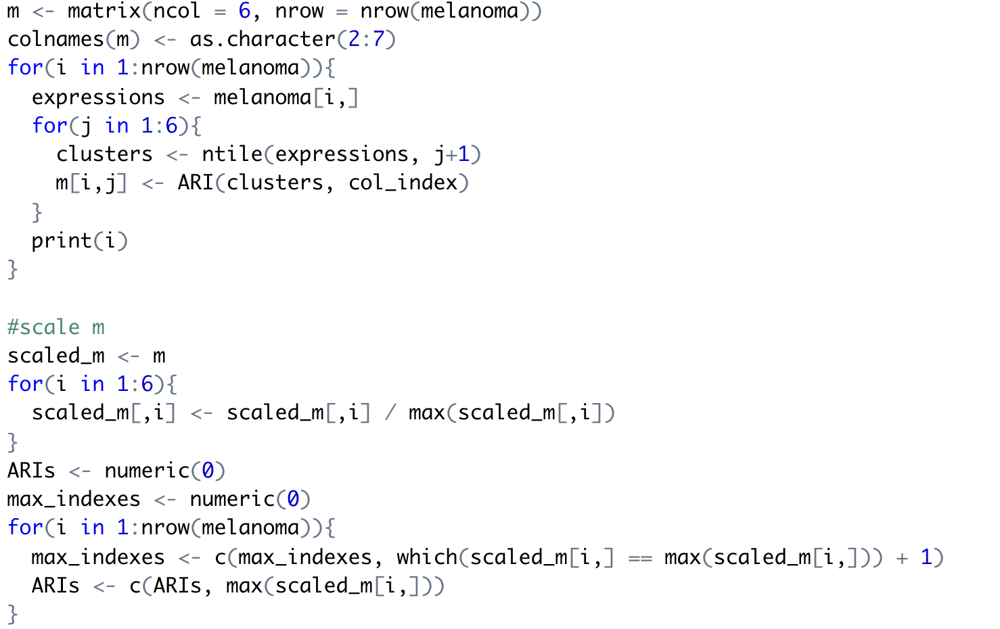 m <- matrix(ncol = 6, nrow = nrow(melanoma))
colnames(m) <- as.character(2:7)
for(i in 1:nrow(melanoma)){
  expressions <- melanoma[i,]
  for(j in 1:6){
    clusters <- ntile(expressions, j+1)
    m[i,j] <- ARI(clusters, col_index)
  }
  print(i)
}

#scale m
scaled_m <- m
for(i in 1:6){
  scaled_m[,i] <- scaled_m[,i] / max(scaled_m[,i])
}
ARIs <- numeric(0)
max_indexes <- numeric(0)
for(i in 1:nrow(melanoma)){
  max_indexes <- c(max_indexes, which(scaled_m[i,] == max(scaled_m[i,])) + 1)
  ARIs <- c(ARIs, max(scaled_m[i,]))
}